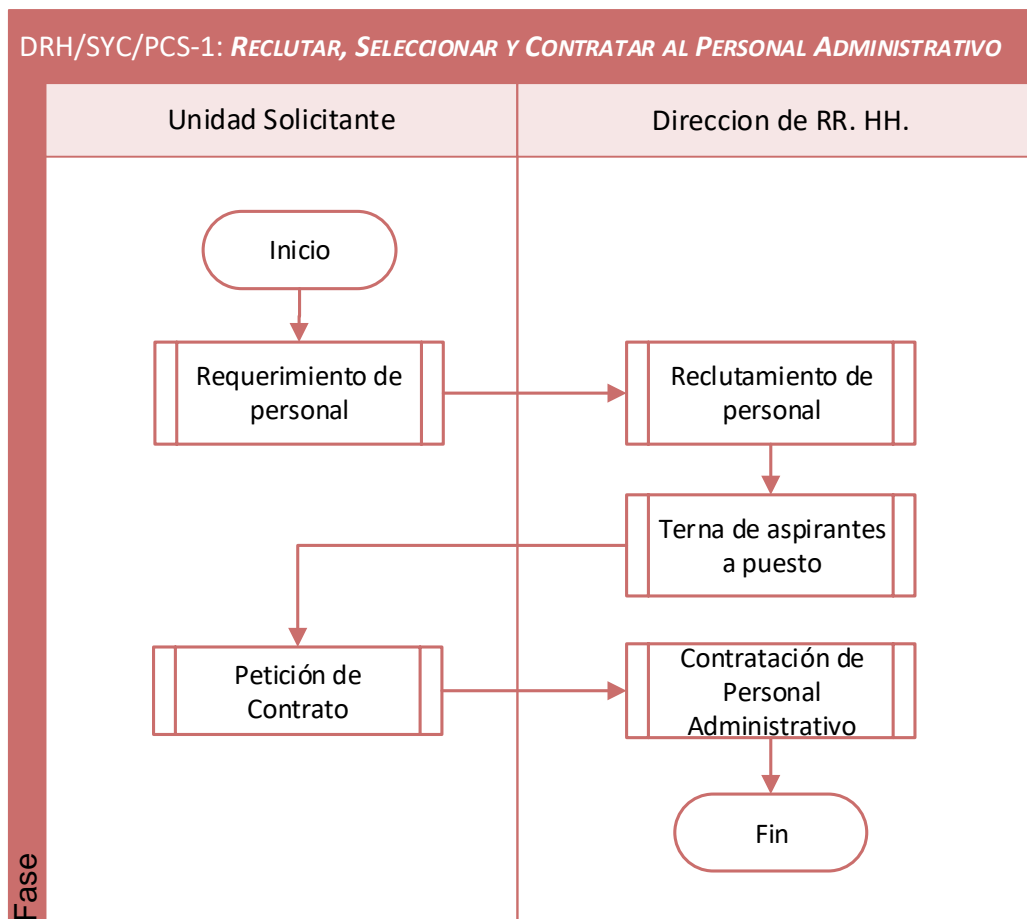 DRH/SYC/PCS-1: RECLUTAR, SELECCIONAR Y CONTRATAR AL PERSONAL ADMINISTRATIVO
Unidad Solicitante
Direccion de RR. HH.
Inicio
Requerimiento de
personal
Reclutamiento de
personal
Terna de aspirantes
a puesto
Petición de
Contrato
Contratación de
Personal
Administrativo
Fin
Fase